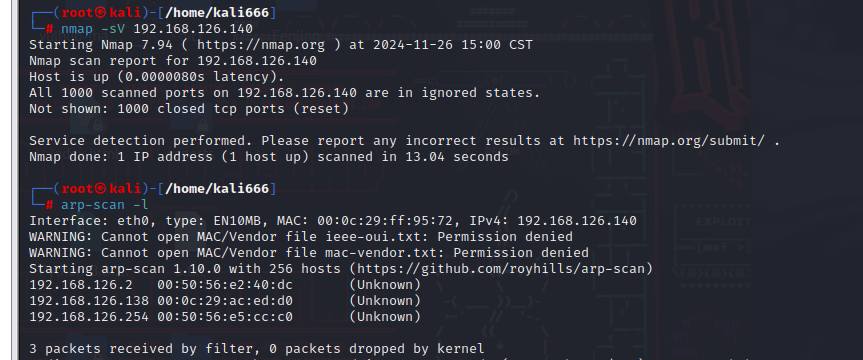 ┌──(root㉿kali)-[/home/kali666]
└─# nmap -sV 192.168.126.140
Starting Nmap 7.94 ( https://nmap.org ) at 2024-11-26 15:00 CST
Nmap scan report for 192.168.126.140
Host is up (0.0000080s latency).
All 1000 scanned ports on 192.168.126.140 are in ignored states.
Not shown: 1000 closed tcp ports (reset)

Service detection performed. Please report any incorrect results at https://nmap.org/submit/ .
Nmap done: 1 IP address (1 host up) scanned in 13.04 seconds

┌──(root㉿kali)-[/home/kali666]
└─# arp-scan -l
Interface: eth0, type: EN10MB, MAC: 00:0c:29:ff:95:72, IPv4: 192.168.126.140
WARNING: Cannot open MAC/Vendor file ieee-oui.txt: Permission denied
WARNING: Cannot open MAC/Vendor file mac-vendor.txt: Permission denied
Starting arp-scan 1.10.0 with 256 hosts (https://github.com/royhills/arp-scan)
192.168.126.2   00:50:56:e2:40:dc       (Unknown)
192.168.126.138 00:0c:29:ac:ed:d0       (Unknown)
192.168.126.254 00:50:56:e5:cc:c0       (Unknown)

3 packets received by filter, 0 packets dropped by kernel
EXPLOIT